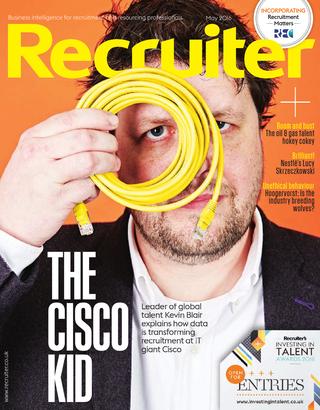 Business intelligence for recruitment and resourcing professionals
May 2016
INCORPORATING
Recruitment
Matters
REC
Recruiter
Boom and bust
The oil & gas talent
hokey cokey
Brilliant!
Nestlé's Lucy
Skrzeczkowski
Unethical behaviour
Hoogervorst: Is the
industry breeding
wolves?
THE
CISCO
KID
Leader of global
talent Kevin Blair
explains how data
is transforming
recruitment at IT
giant Cisco
www.recruiter.co.uk
Recruiter's
INVESTING IN
TALENT
AWARDS 2016
OPEN
FOR
ENTRIES
www.investingintalent.co.uk